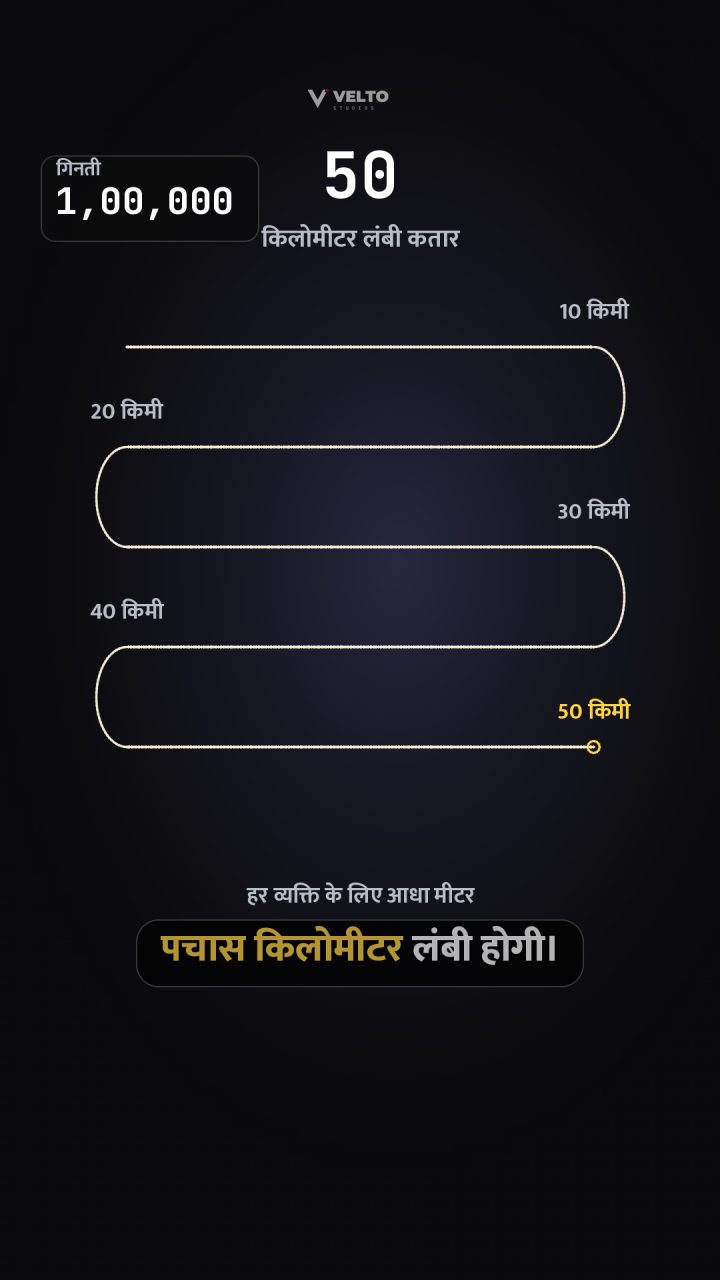 VELTO
STUDIOS
गिनती
1,00,000
50
किलोमीटर लंबी कतार
10 किमी
20 किमी
30 किमी
40 किमी
50 किमी
हर व्यक्ति के लिए आधा मीटर
पचास किलोमीटर लंबी होगी।